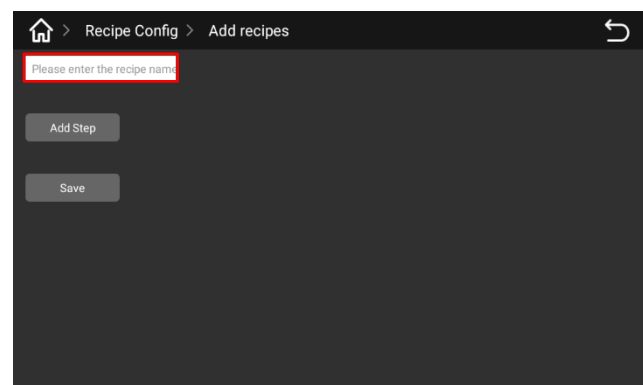 > Recipe Config > Add recipes
Please enter the recipe name
Add Step
Save